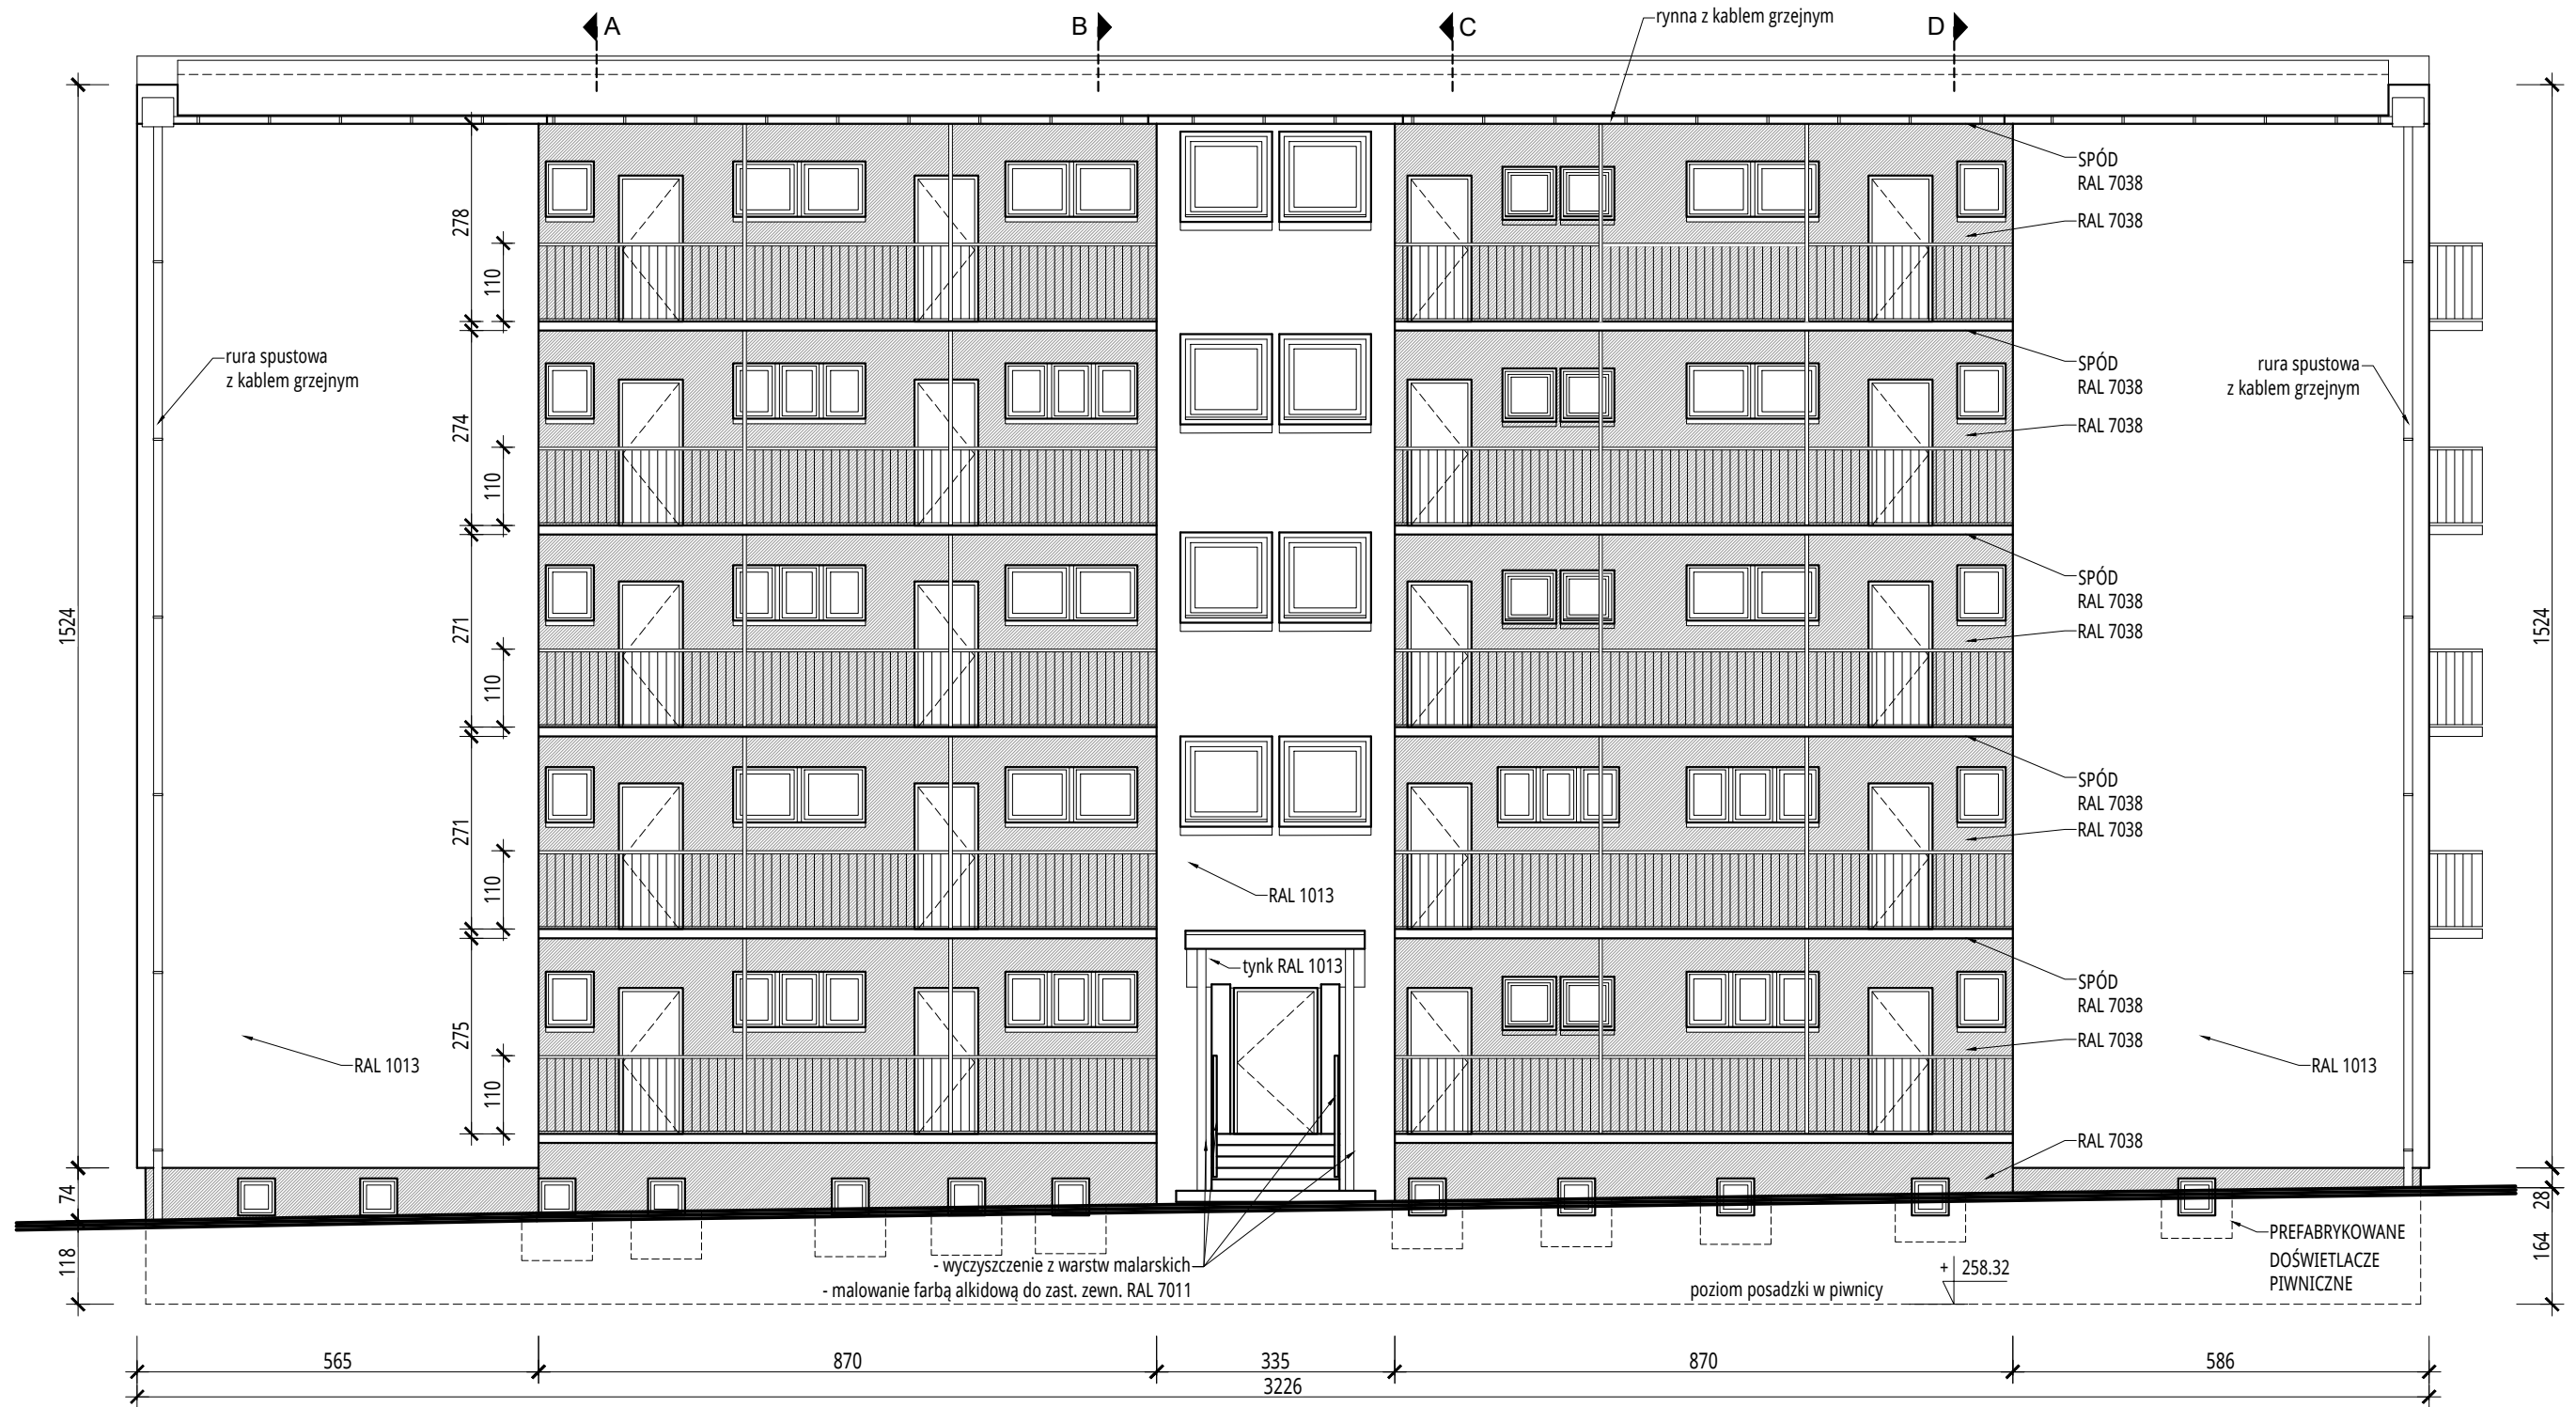 A
B
C
D
rynna z kablem grzejnym
SPÓD
RAL 7038
RAL 7038
278
110
rura spustowa
z kablem grzejnym
SPÓD
RAL 7038
RAL 7038
rura spustowa
z kablem grzejnym
274
110
1524
1524
SPÓD
RAL 7038
RAL 7038
271
110
SPÓD
RAL 7038
RAL 7038
271
110
RAL 1013
tynk RAL 1013
SPÓD
RAL 7038
RAL 7038
275
110
RAL 1013
RAL 1013
RAL 7038
74
118
28
164
- wyczyszczenie z warstw malarskich
- malowanie farbą alkidową do zast. zewn. RAL 7011
poziom posadzki w piwnicy
+ 258.32
PREFABRYKOWANE
DOŚWIETLACZE
PIWNICZNE
565
870
335
870
586
3226